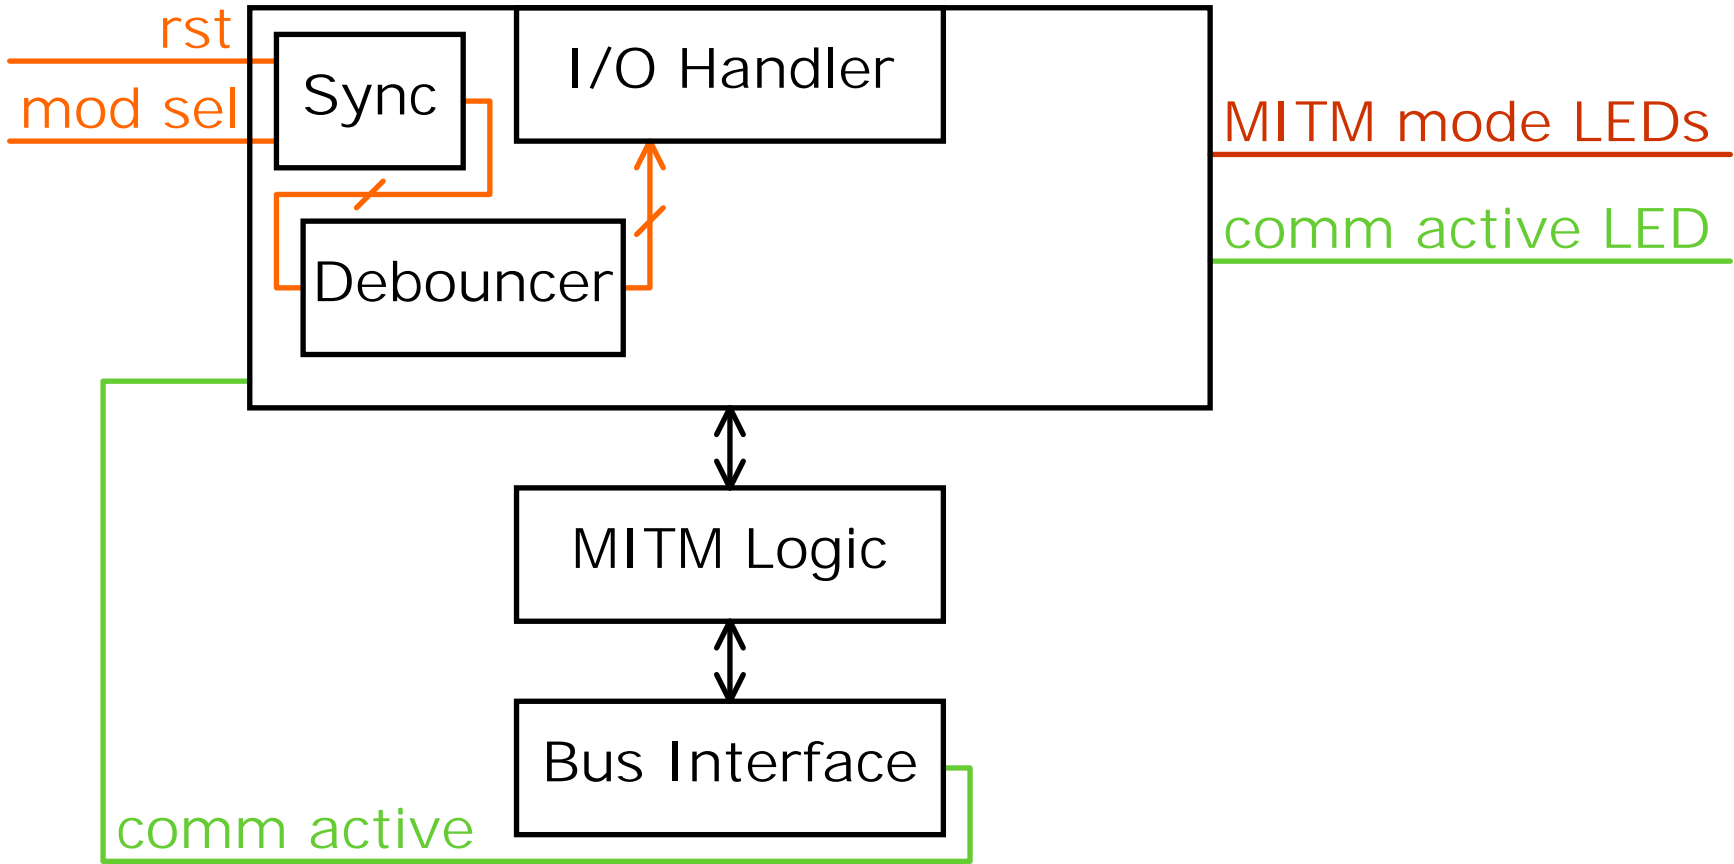 rst
mod sel
Sync
I/O Handler
Debouncer
MITM mode LEDs
comm active LED
MITM Logic
Bus Interface
comm active